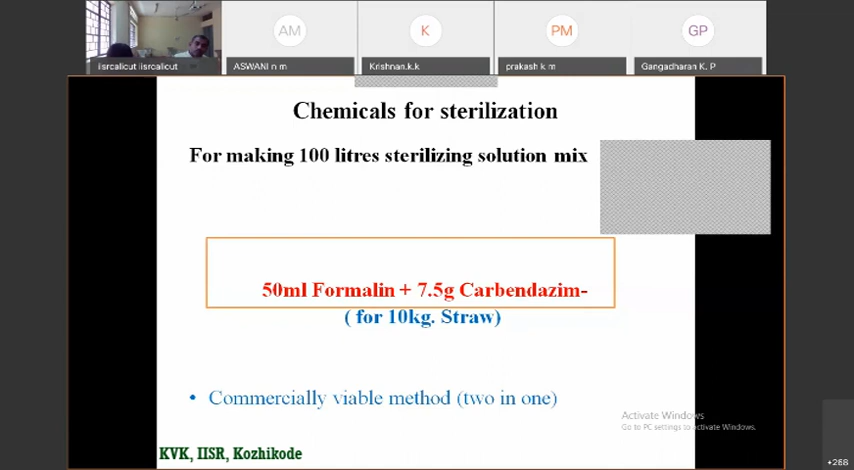 AM
K
PM
GP
iisrcalicut iisrcalicut
ASWANI n m
Krishnan.k.k
prakash k m
Gangadharan K. P
Chemicals for sterilization
For making 100 litres sterilizing solution mix
50ml Formalin + 7.5g Carbendazim-
( for 10kg. Straw)
• Commercially viable method (two in one)
Activate Windows
Go to PC settings to activate Windows.
KVK, IISR, Kozhikode
+268